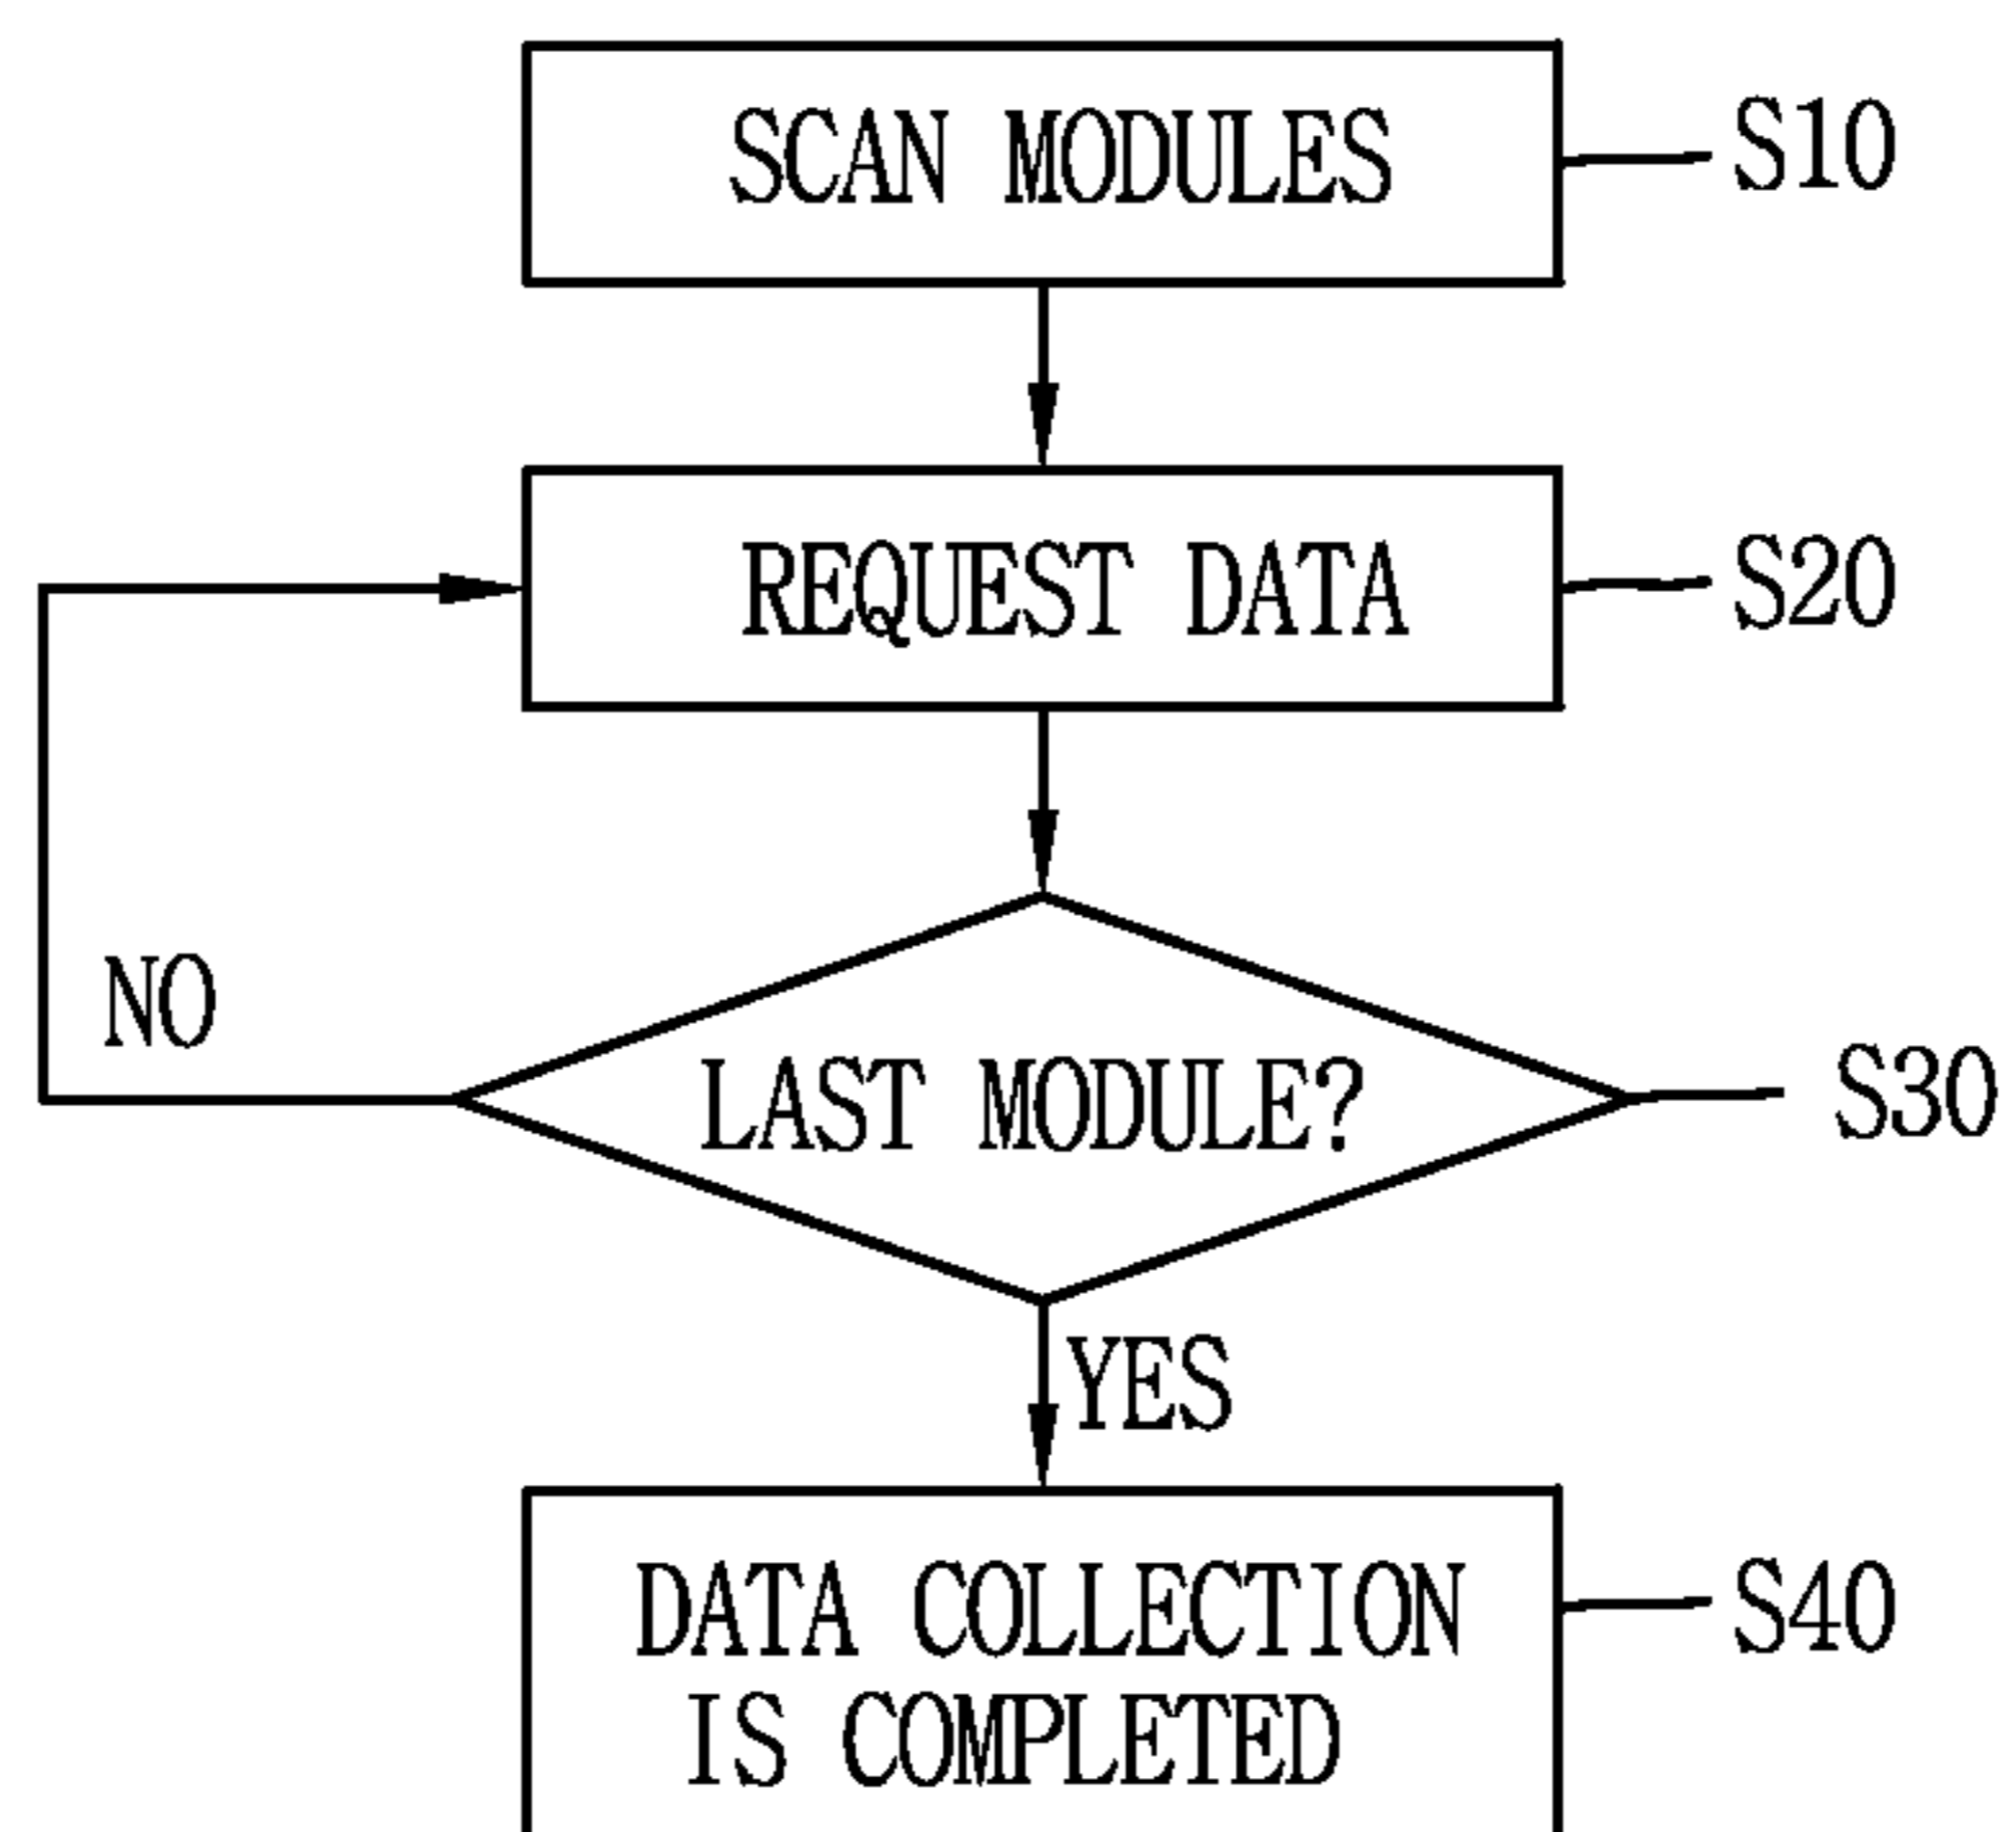 SCAN MODULES
S10
REQUEST DATA
S20
NO
LAST MODULE?
S30
YES
DATA COLLECTION
IS COMPLETED
S40